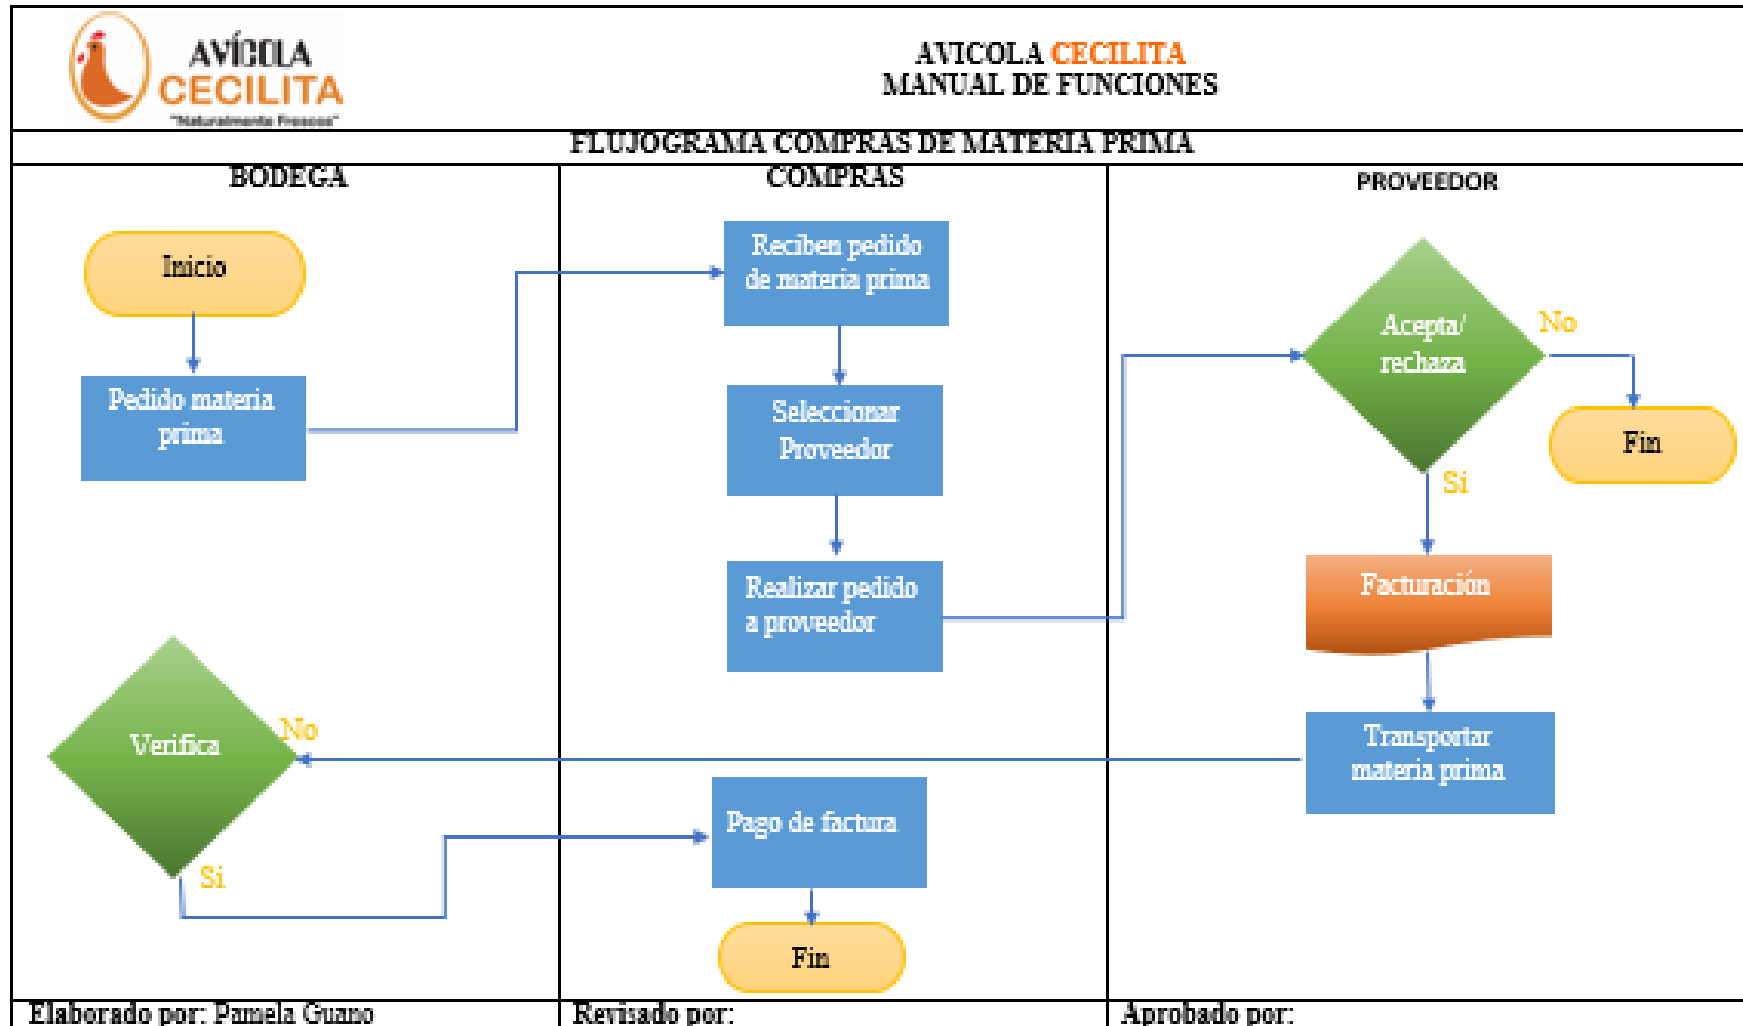 AVÍCOLA
CECILITA
"Naturalmente Frescos"
AVICOLA CECILITA
MANUAL DE FUNCIONES
FLUJOGRAMA COMPRAS DE MATERIA PRIMA
BODEGA
COMPRAS
PROVEEDOR
Inicio
Pedido materia
prima
Reciben pedido
de materia prima
Seleccionar
Proveedor
Realizar pedido
a proveedor
Acepta/
rechaza
No
Fin
Si
Facturación
Transportar
materia prima
Verifica
No
Si
Pago de factura
Fin
Elaborado por: Pamela Guano
Revisado por:
Aprobado por: